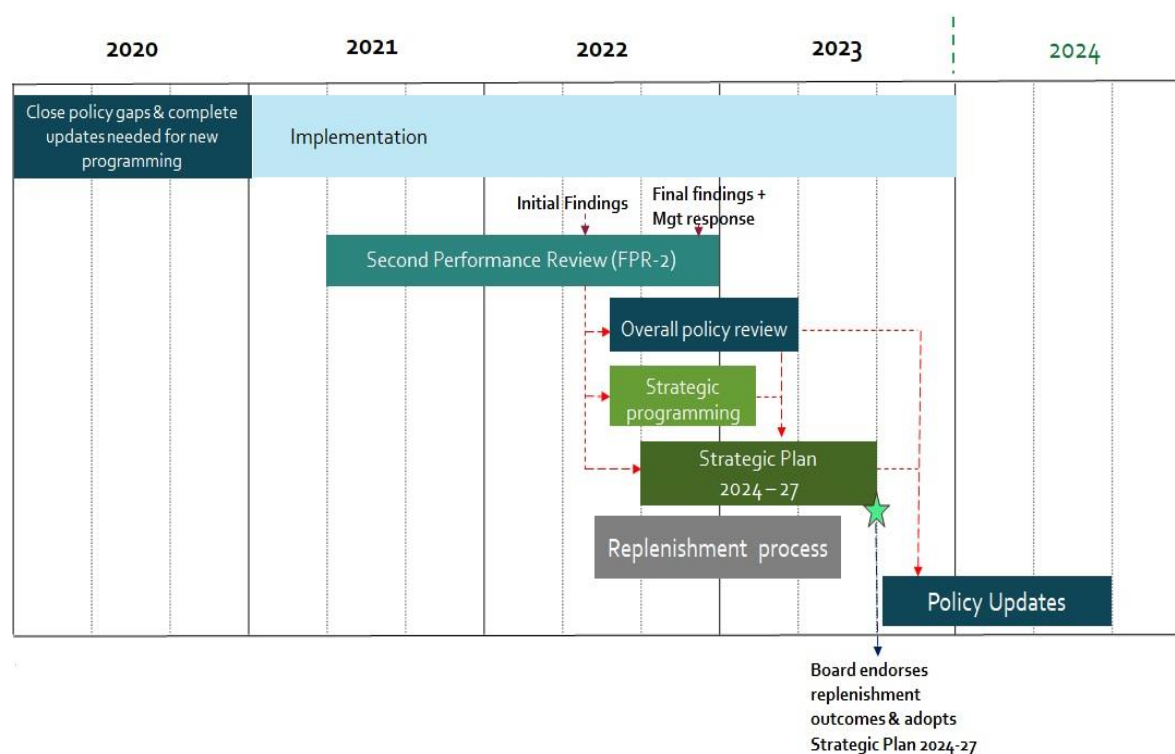 2020 2021 2022 2023 2024
Close policy gaps & complete
updates needed for new
programming
Implementation
Initial Findings
Final findings +
Mgt response
Second Performance Review (FPR-2)
Overall policy review
Strategic
programming
Strategic Plan
2024 – 27
Replenishment process
Policy Updates
Board endorses
replenishment
outcomes & adopts
Strategic Plan 2024-27